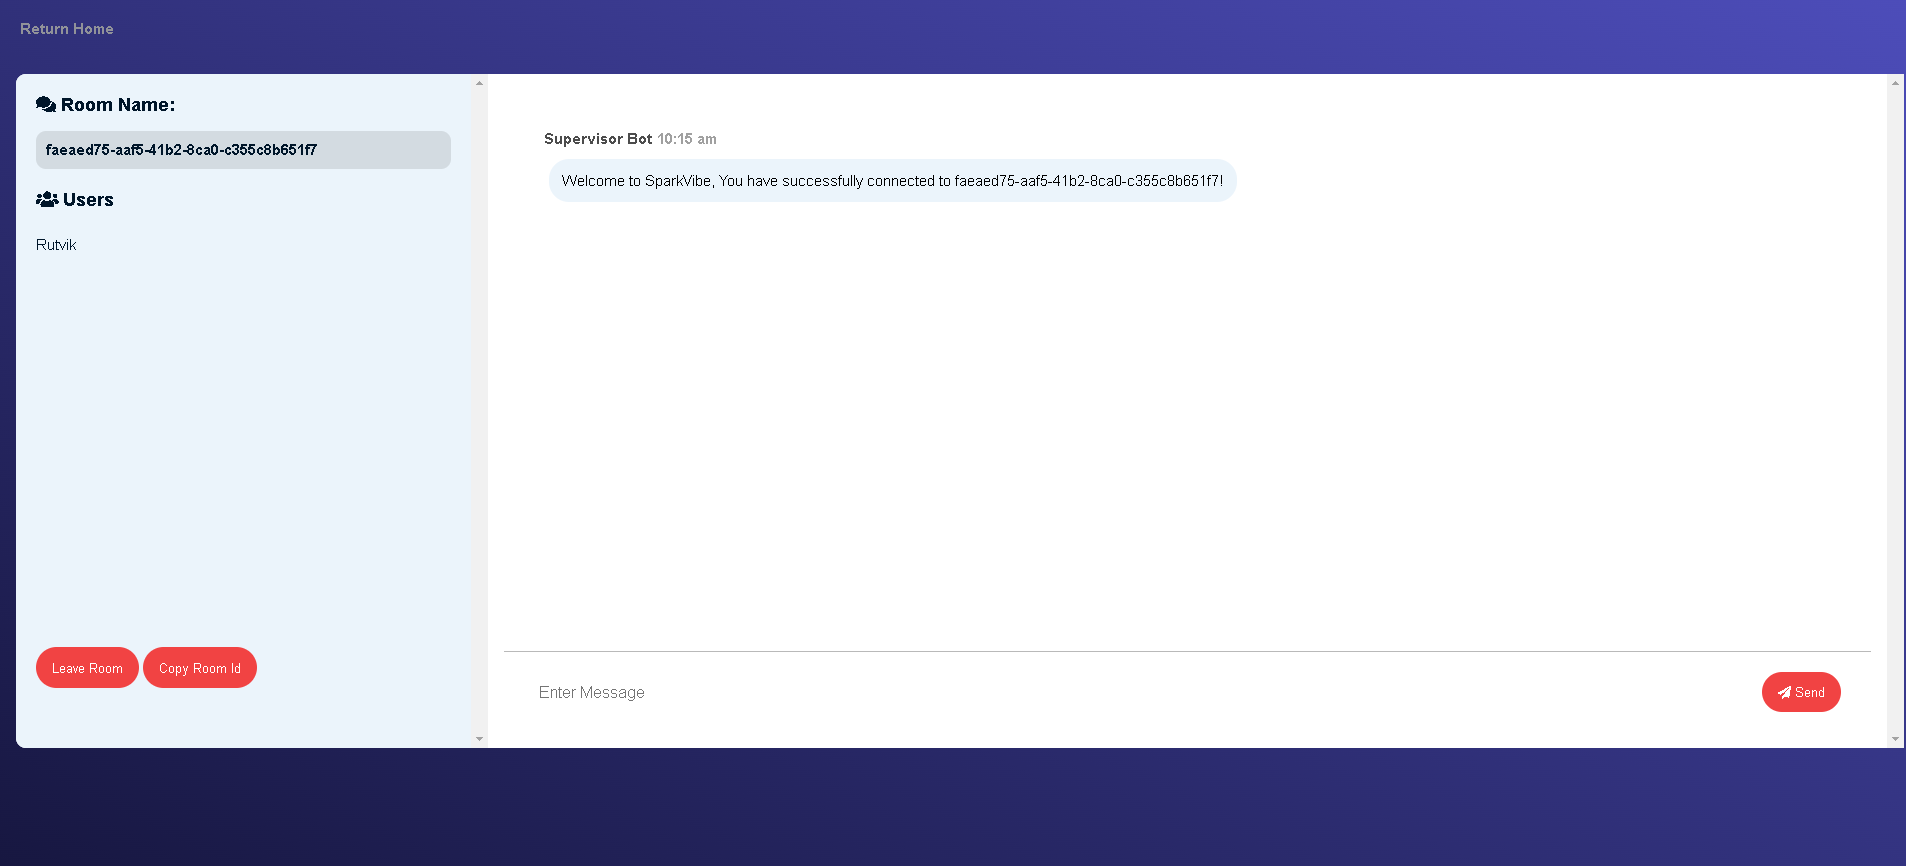 Return Home
Room Name:
faeaed75-aaf5-41b2-8ca0-c355c8b651f7
Users
Rutvik
Leave Room
Copy Room Id
Supervisor Bot 10:15 am
Welcome to SparkVibe, You have successfully connected to faeaed75-aaf5-41b2-8ca0-c355c8b651f7!
Enter Message
Send